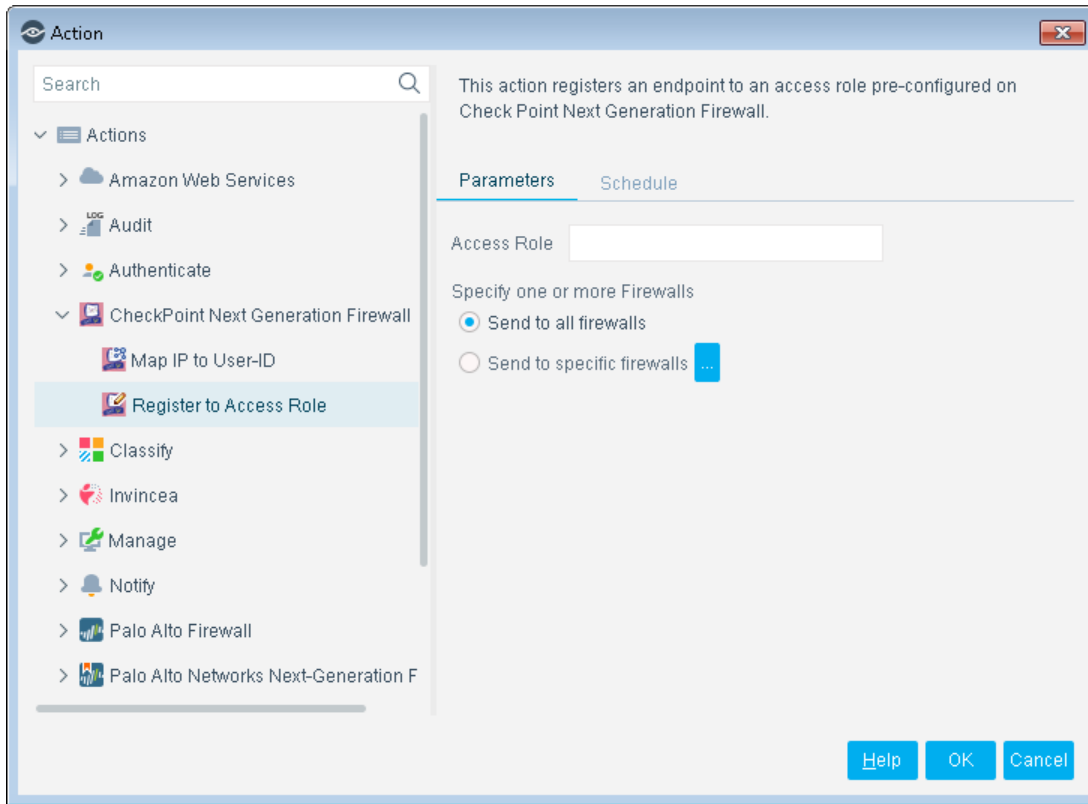 Action
Search
Actions
Amazon Web Services
LOG
Audit
Authenticate
CheckPoint Next Generation Firewall
Map IP to User-ID
Register to Access Role
Classify
Invincea
Manage
Notify
Palo Alto Firewall
Palo Alto Networks Next-Generation F
This action registers an endpoint to an access role pre-configured on
Check Point Next Generation Firewall.
Parameters Schedule
Access Role
Specify one or more Firewalls
Send to all firewalls
Send to specific firewalls ...
Help OK Cancel